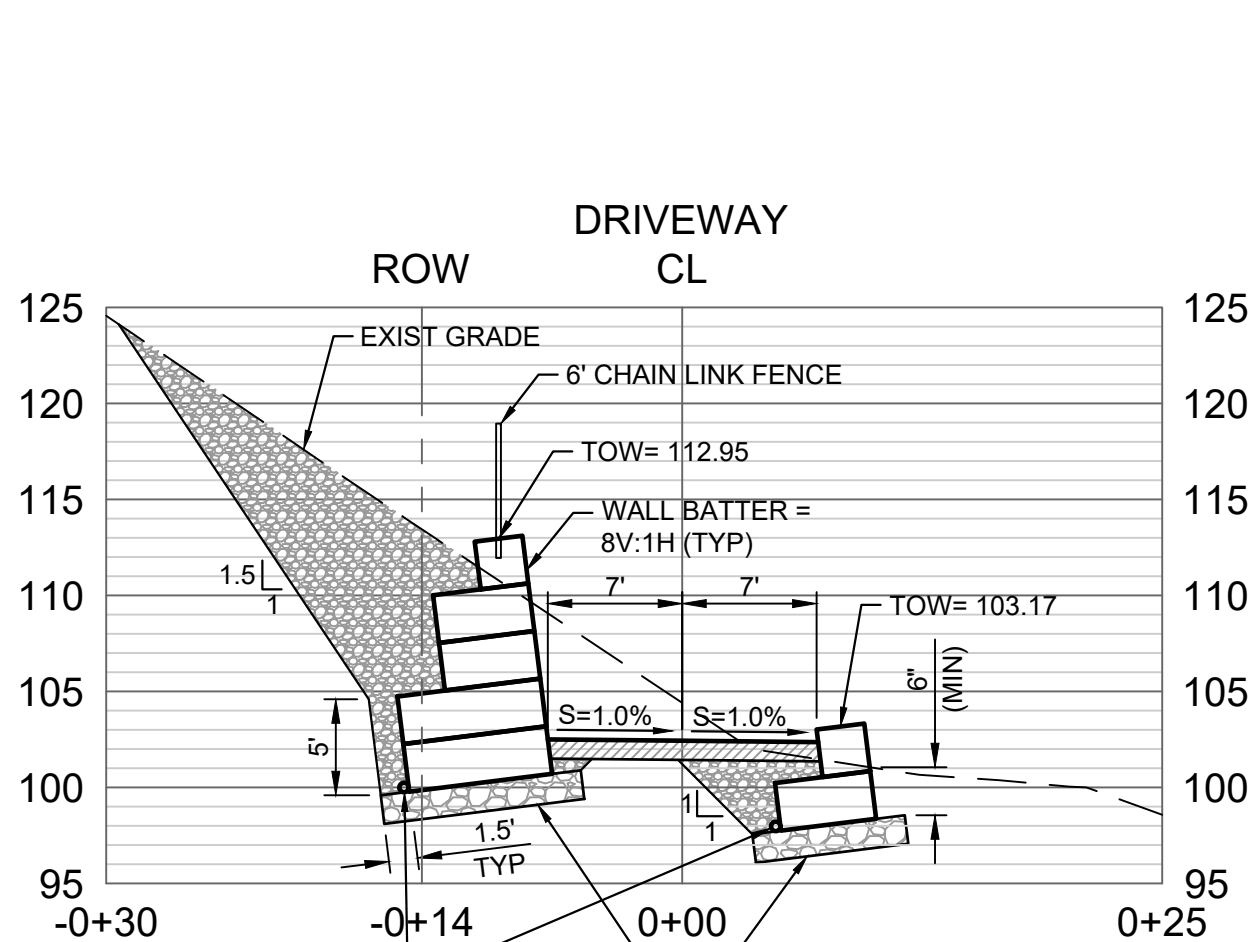 DRIVEWAY
ROW
CL
125
125
EXIST GRADE
6' CHAIN LINK FENCE
120
120
TOW= 112.95
115
115
WALL BATTER =
8V:1H (TYP)
1.5
1
7'
7'
110
110
TOW= 103.17
6"
(MIN)
105
105
S=1.0%
S=1.0%
5'
100
100
1
1
1.5'
TYP
95
95
-0+30
-0+14
0+00
0+25